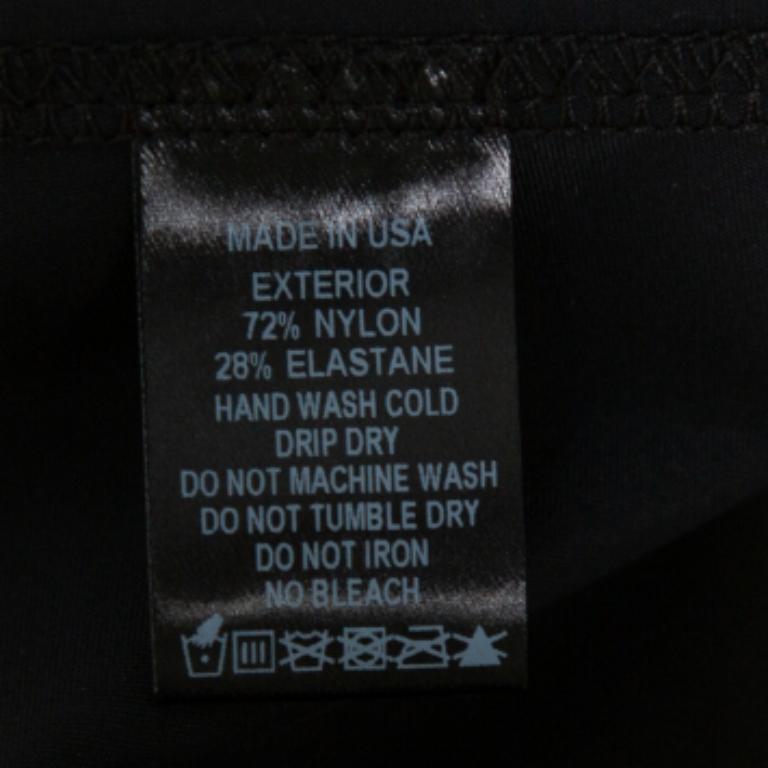 MADE IN USA
EXTERIOR
72% NYLON
28% ELASTANE
HAND WASH COLD
DRIP DRY
DO NOT MACHINE WASH
DO NOT TUMBLE DRY
DO NOT IRON
NO BLEACH